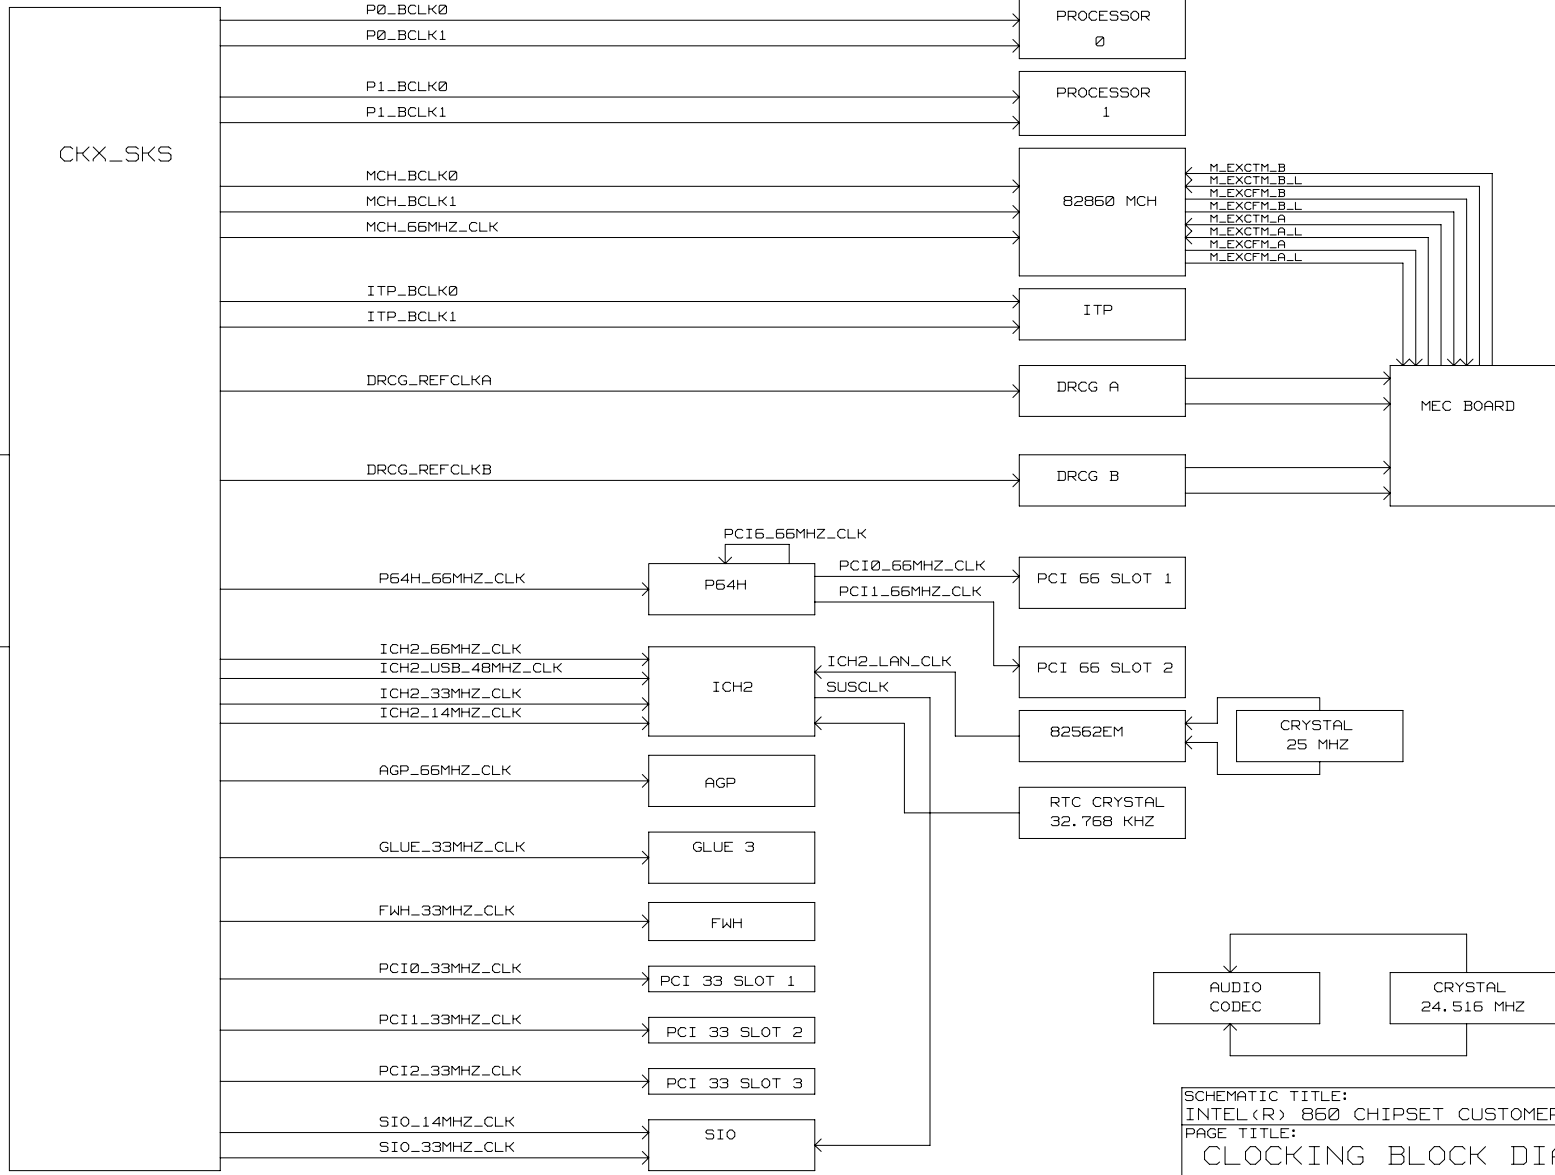 P0_BCLK0
P0_BCLK1
PROCESSOR
0
P1_BCLK0
P1_BCLK1
PROCESSOR
1
CKX_SKS
MCH_BCLK0
MCH_BCLK1
MCH_66MHZ_CLK
82860 MCH
M_EXCTM_B
M_EXCTM_B_L
M_EXCFM_B
M_EXCFM_B_L
M_EXCTM_A
M_EXCTM_A_L
M_EXCFM_A
M_EXCFM_A_L
ITP_BCLK0
ITP_BCLK1
ITP
DRCG_REFCLKA
DRCG A
MEC BOARD
DRCG_REFCLKB
DRCG B
PCI6_66MHZ_CLK
P64H_66MHZ_CLK
P64H
PCI0_66MHZ_CLK
PCI1_66MHZ_CLK
PCI 66 SLOT 1
ICH2_66MHZ_CLK
ICH2_USB_48MHZ_CLK
ICH2_33MHZ_CLK
ICH2_14MHZ_CLK
ICH2
ICH2_LAN_CLK
SUSCLK
PCI 66 SLOT 2
82562EM
CRYSTAL
25 MHZ
AGP_66MHZ_CLK
AGP
RTC CRYSTAL
32.768 KHZ
GLUE_33MHZ_CLK
GLUE 3
FWH_33MHZ_CLK
FWH
PCI0_33MHZ_CLK
PCI 33 SLOT 1
AUDIO
CODEC
CRYSTAL
24.516 MHZ
PCI1_33MHZ_CLK
PCI 33 SLOT 2
PCI2_33MHZ_CLK
PCI 33 SLOT 3
SIO_14MHZ_CLK
SIO_33MHZ_CLK
SIO
SCHEMATIC TITLE:
INTEL(R) 860 CHIPSET CUSTOMER
PAGE TITLE:
CLOCKING BLOCK DIA